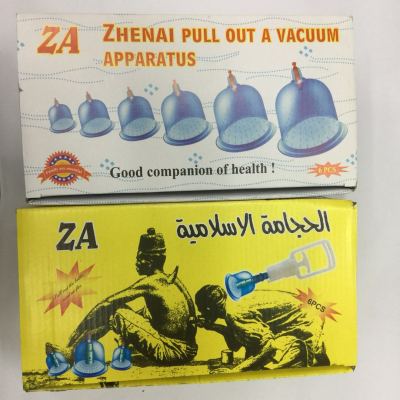 ZA
ZHENAI PULL OUT A VACUUM
APPARATUS
Good companion of health !
6 PCS
ZA
الحجامة الاسلامية
6PCS